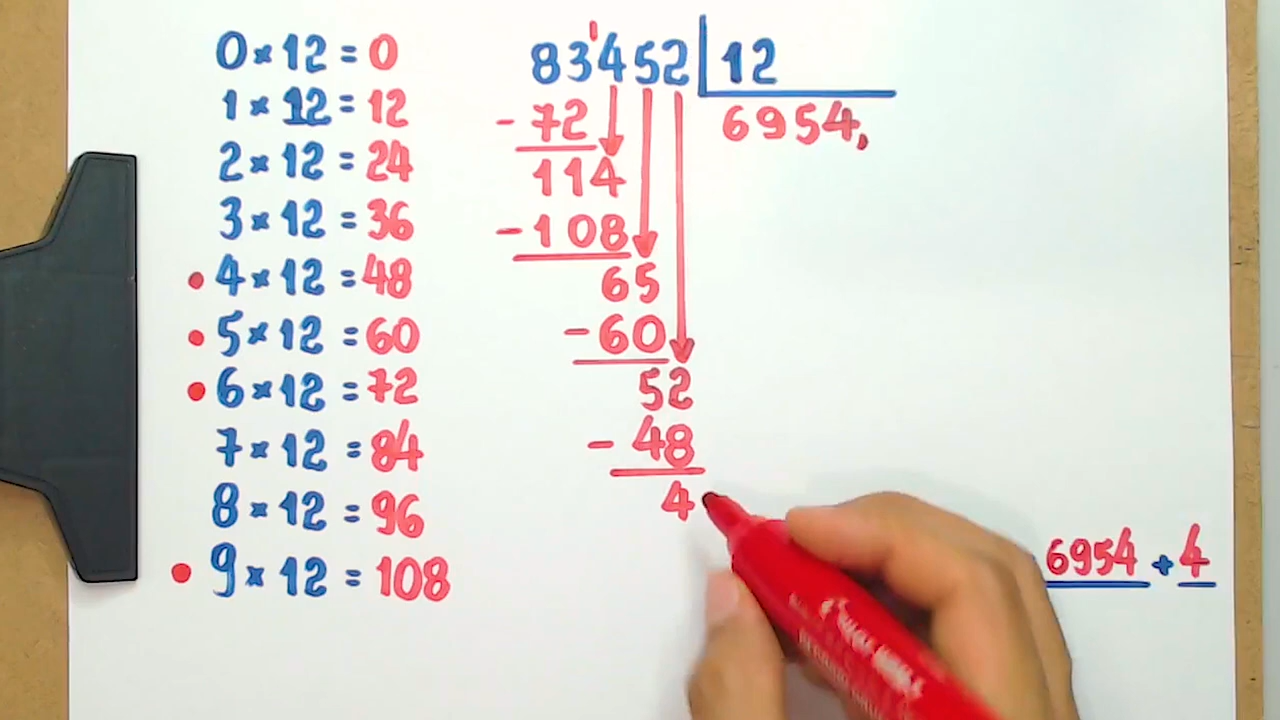 0 × 12 = 0
1 × 12 = 12
2 × 12 = 24
3 × 12 = 36
4 × 12 = 48
5 × 12 = 60
6 × 12 = 72
7 × 12 = 84
8 × 12 = 96
9 × 12 = 108
1
83452 12
- 72 6954,
114
- 108
65
- 60
52
- 48
4
6954 + 4